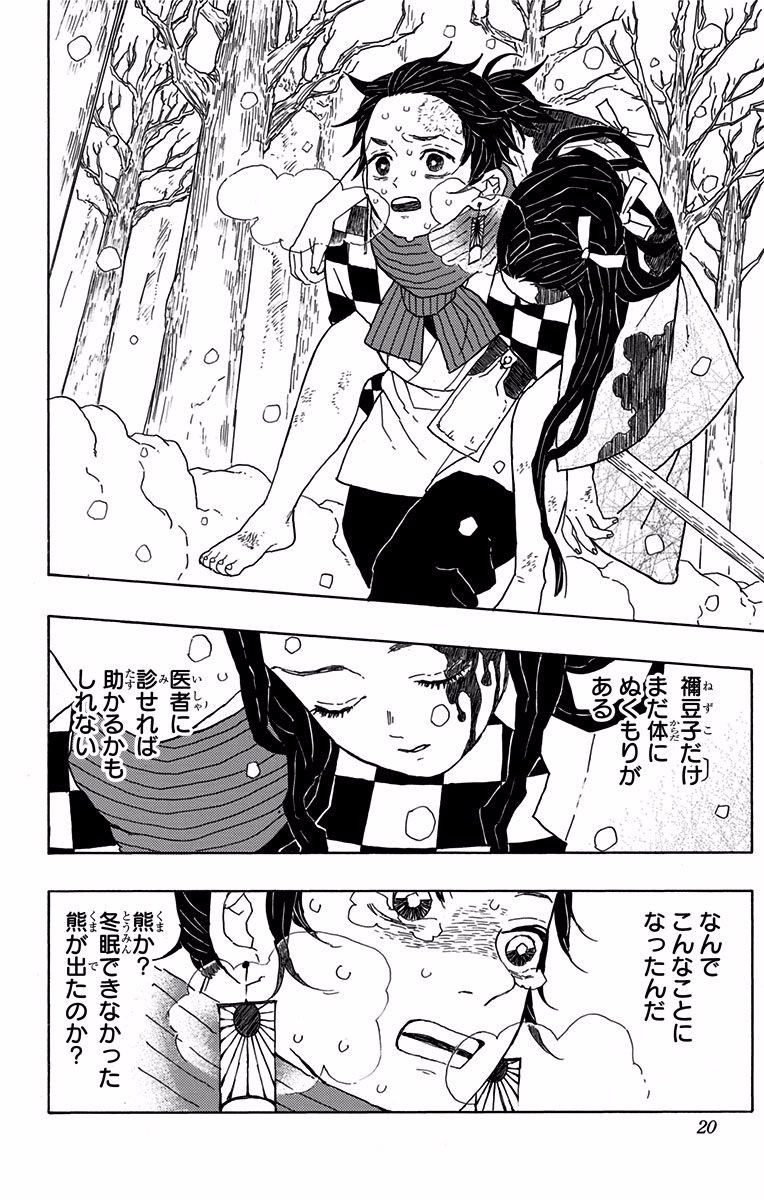 禰豆子だけ
まだ体に
ぬくもりが
ある
医者に
診せれば
助かるかも
しれない
なんで
こんなことに
なったんだ
熊か?
冬眠できなかった
熊が出たのか?
20